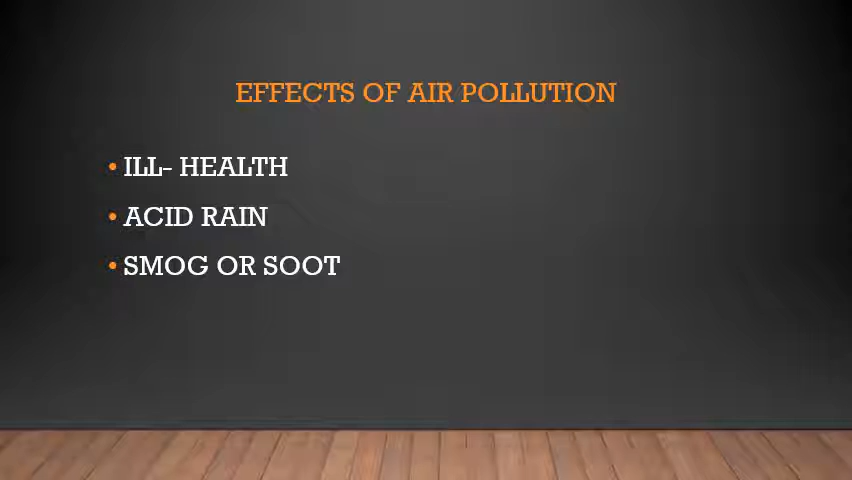 EFFECTS OF AIR POLLUTION
• ILL- HEALTH
• ACID RAIN
• SMOG OR SOOT